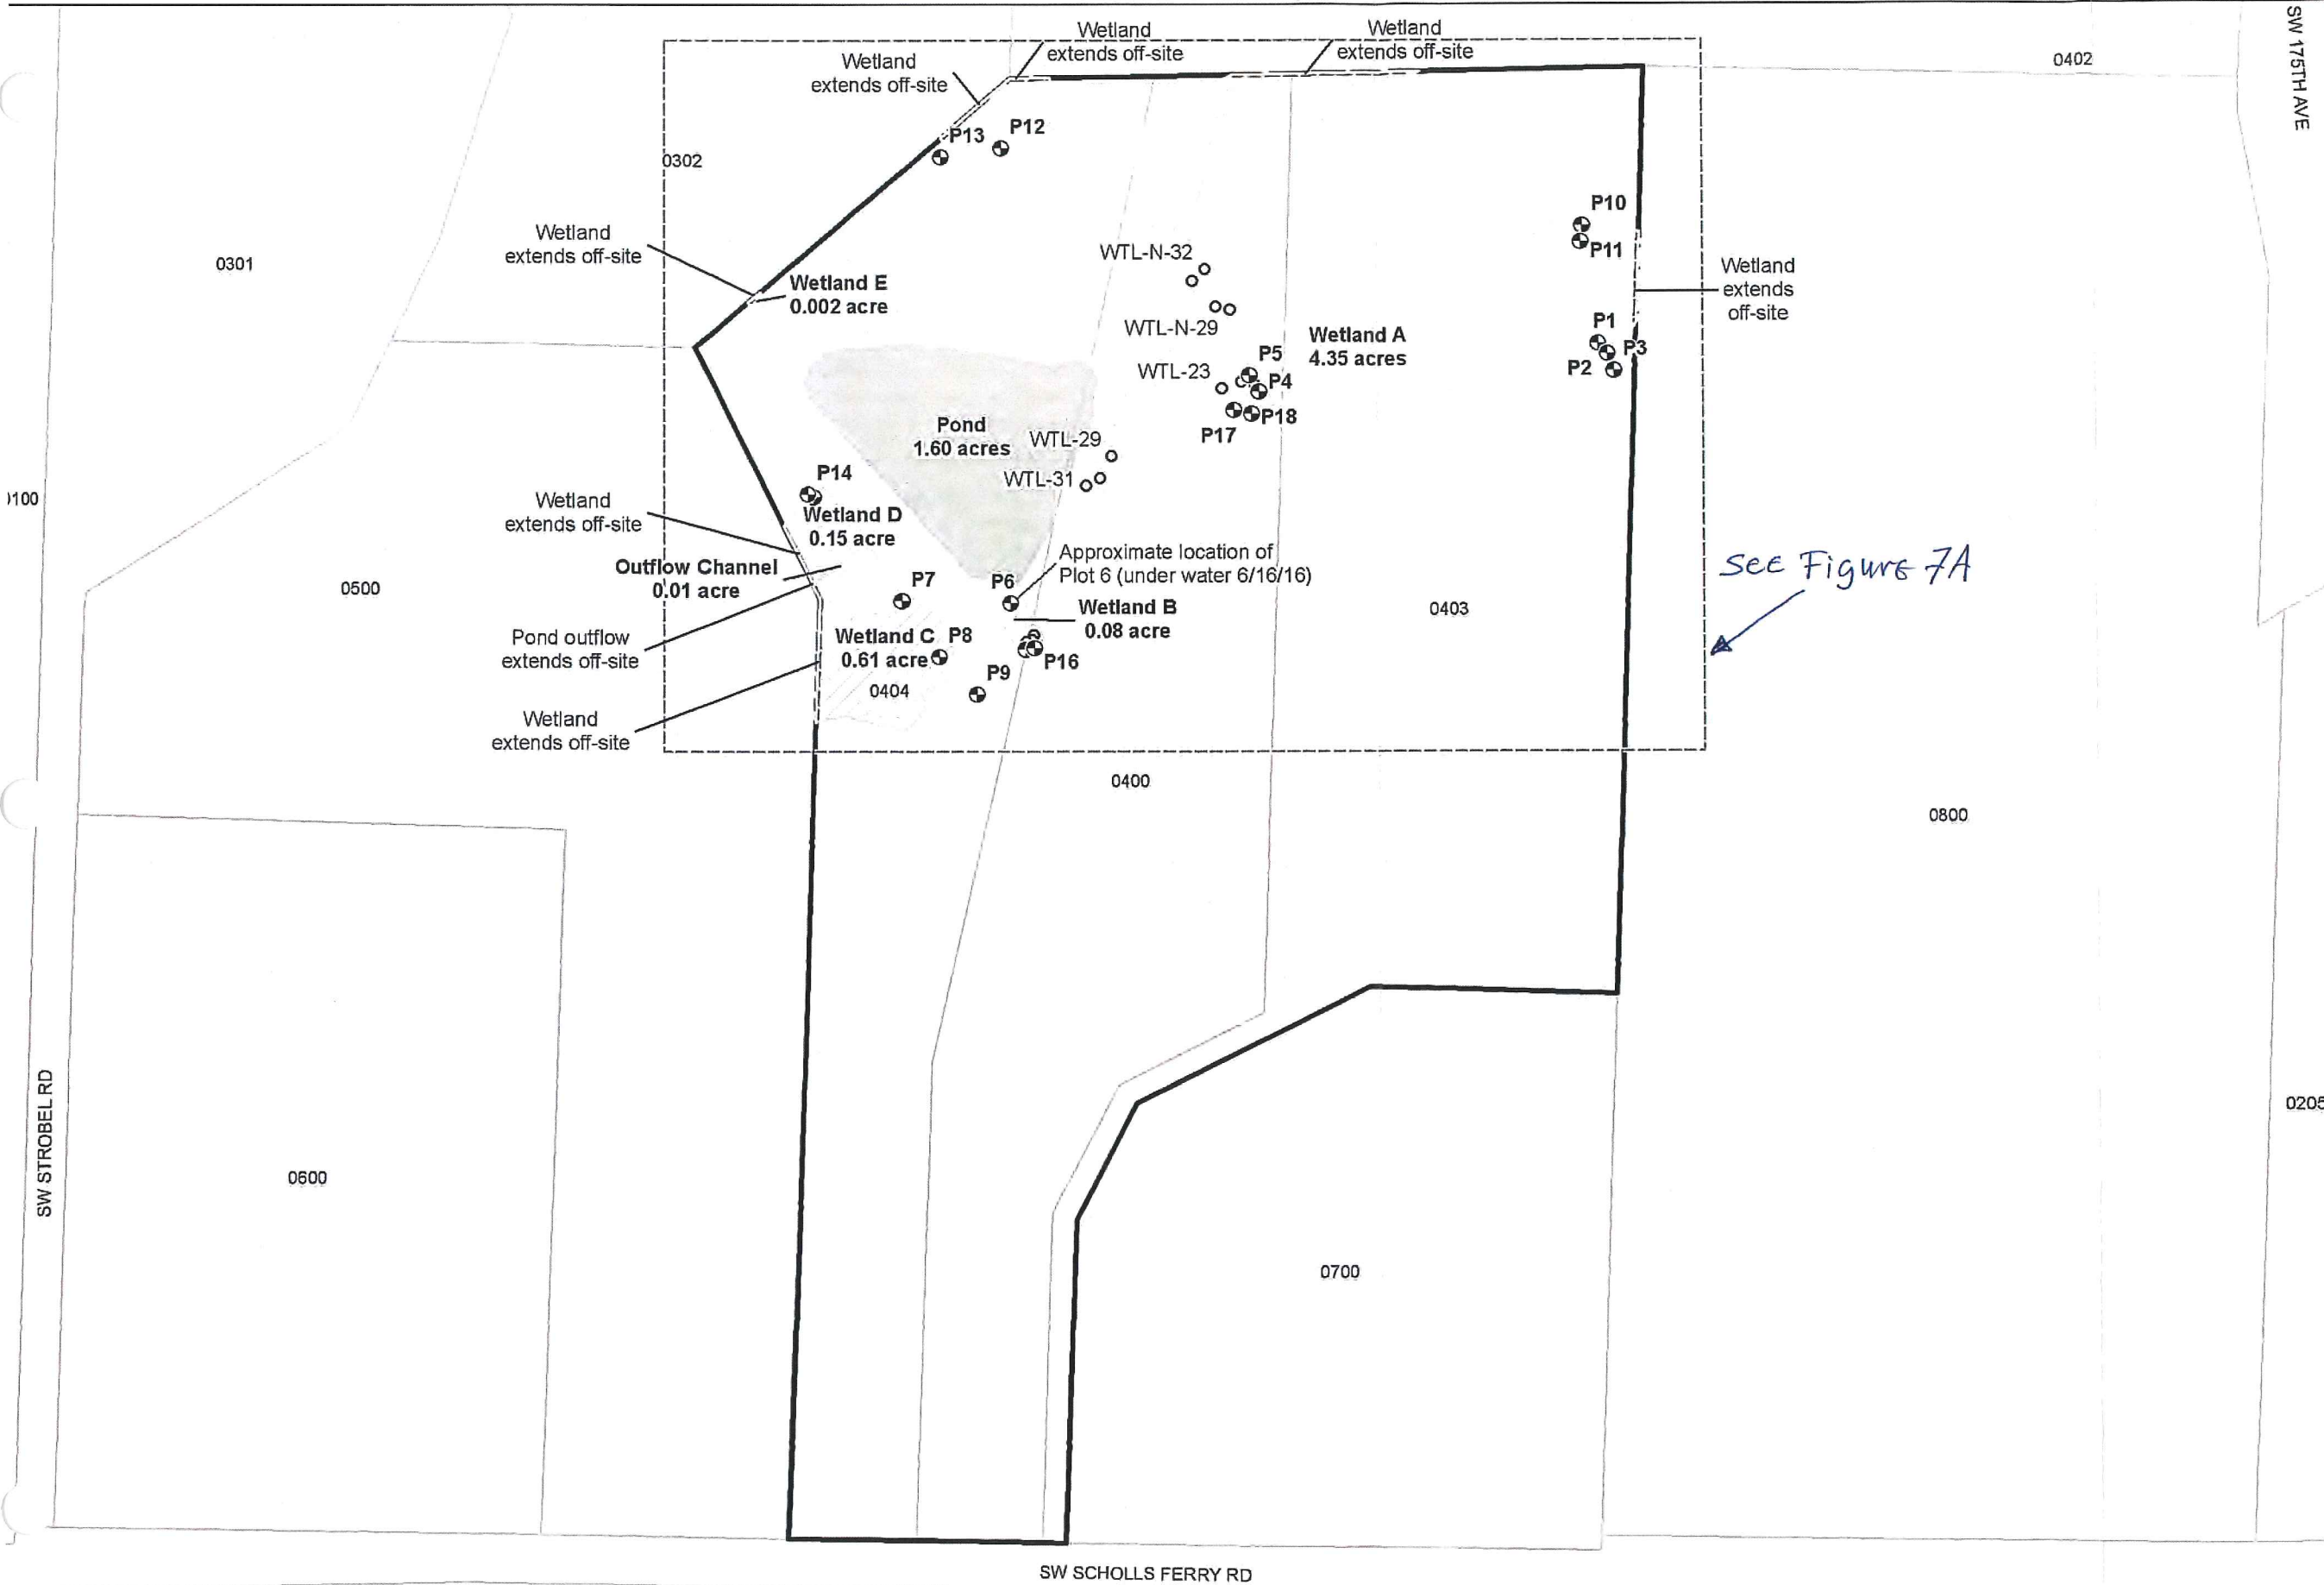 Wetland
extends off-site
Wetland
extends off-site
Wetland
extends off-site
SW 175TH AVE
0402
P13
P12
0302
P10
P11
Wetland
extends off-site
0301
WTL-N-32
Wetland E
0.002 acre
Wetland
extends
off-site
WTL-N-29
Wetland A
4.35 acres
P1
P3
P2
P5
WTL-23
P4
P18
P17
Pond
1.60 acres
WTL-29
WTL-31
P14
Wetland
extends off-site
Wetland D
0.15 acre
Outflow Channel
0.01 acre
Approximate location of
Plot 6 (under water 6/16/16)
See Figure 7A
0500
P7
P6
Wetland B
0.08 acre
0403
Pond outflow
extends off-site
Wetland C
0.61 acre
P8
P16
P9
0404
Wetland
extends off-site
0400
0800
SW STROBEL RD
0600
0700
SW SCHOLLS FERRY RD